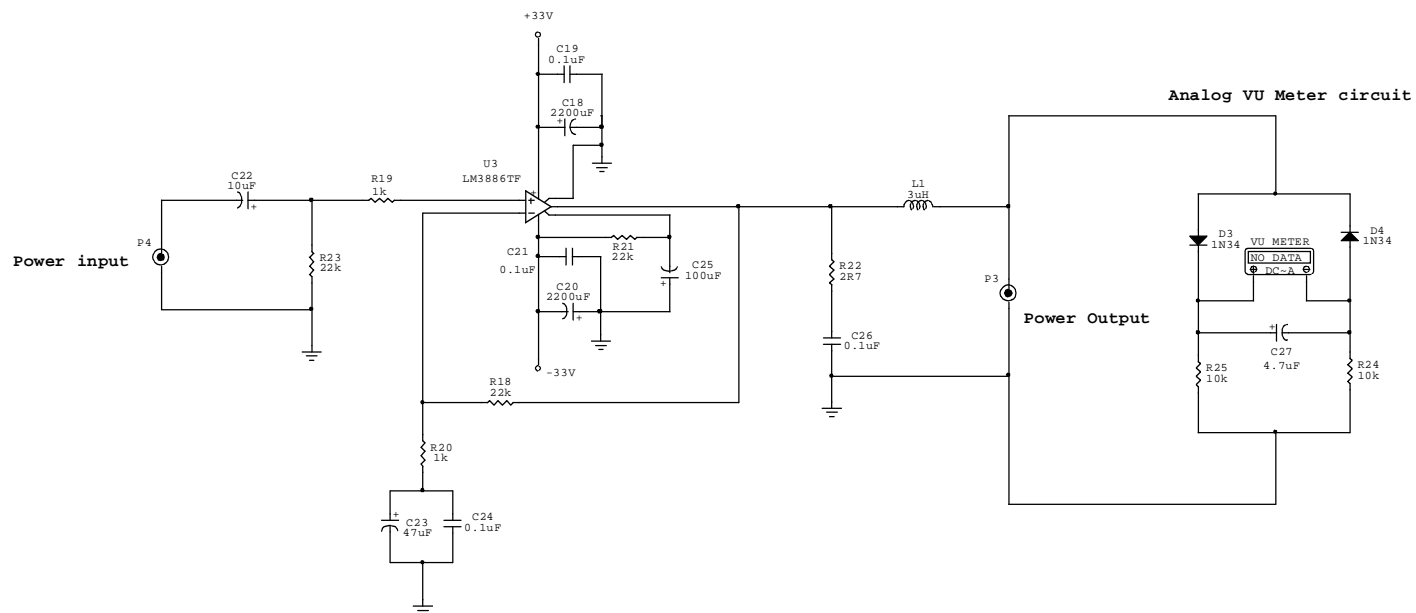 +33V
C19
0.1uF
C18
2200uF
+
Analog VU Meter circuit
U3
LM3886TF
C22
10uF
+
R19
1k
+
+
−
L1
3uH
P4
Power input
R23
22k
C21
0.1uF
R21
22k
C25
100uF
+
C20
2200uF
+
-33V
R22
2R7
C26
0.1uF
P3
Power Output
D3
1N34
D4
1N34
VU METER
NO DATA
DC~A
+
C27
4.7uF
R25
10k
R24
10k
R18
22k
R20
1k
+
C23
47uF
C24
0.1uF